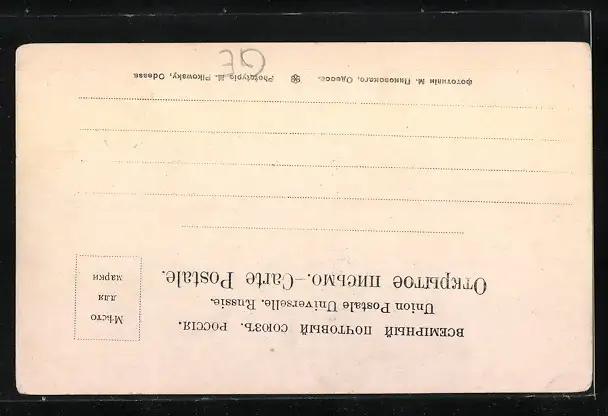 ВСЕМІРНЫЙ ПОЧТОВЫЙ СОЮЗЪ. РОССІЯ.
Union Postale Universelle. Russie.
Открытое письмо.–Carte Postale.
Мѣсто
для
марки
фототипія М. Пиковскаго, Одесса. Phototypie M. Pikowsky, Odessa.